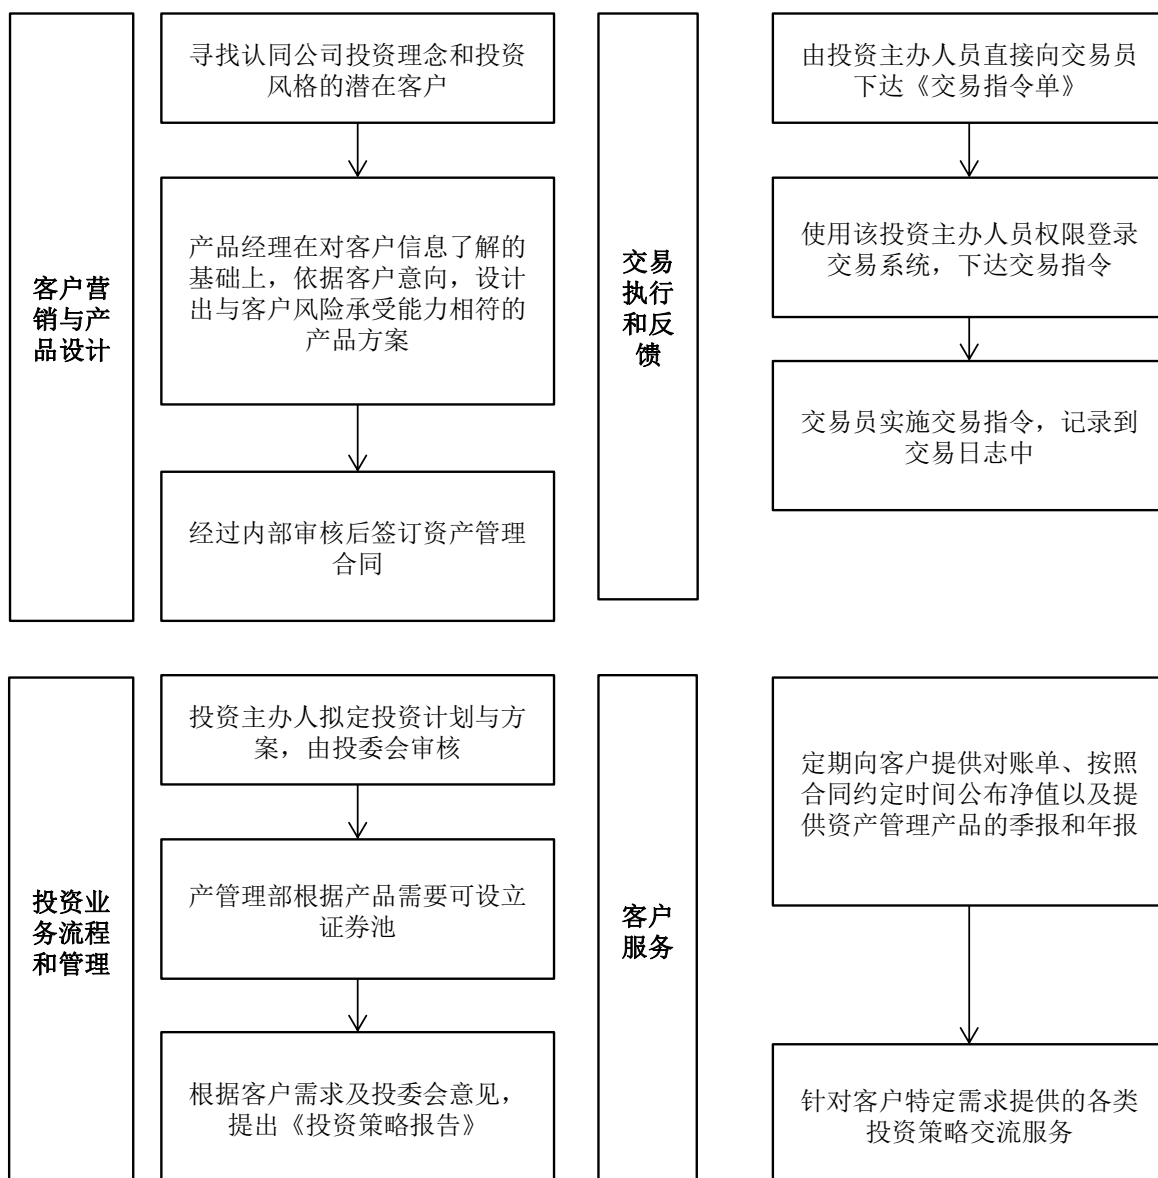 客户营
销与产
品设计
寻找认同公司投资理念和投资
风格的潜在客户
产品经理在对客户信息了解的
基础上，依据客户意向，设计
出与客户风险承受能力相符的
产品方案
经过内部审核后签订资产管理
合同
交易
执行
和反
馈
由投资主办人员直接向交易员
下达《交易指令单》
使用该投资主办人员权限登录
交易系统，下达交易指令
交易员实施交易指令，记录到
交易日志中
投资业
务流程
和管理
投资主办人拟定投资计划与方
案，由投委会审核
产管理部根据产品需要可设立
证券池
根据客户需求及投委会意见，
提出《投资策略报告》
客户
服务
定期向客户提供对账单、按照
合同约定时间公布净值以及提
供资产管理产品的季报和年报
针对客户特定需求提供的各类
投资策略交流服务